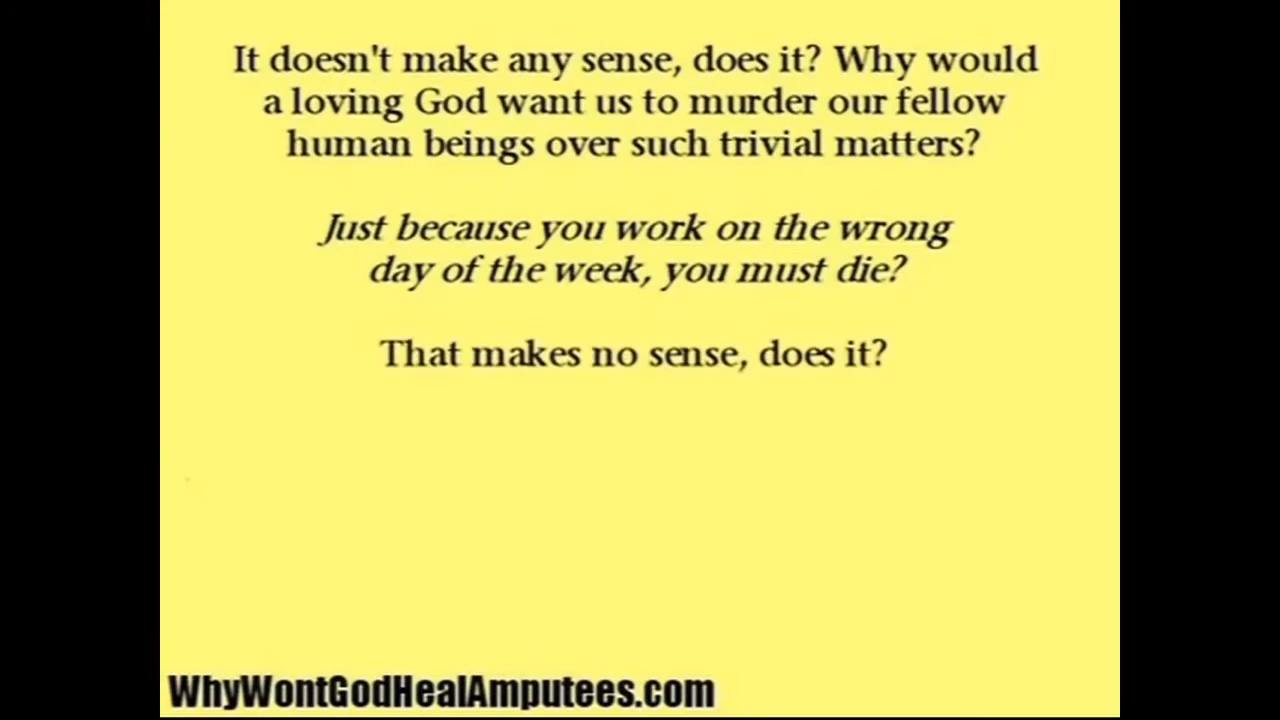 It doesn't make any sense, does it? Why would
a loving God want us to murder our fellow
human beings over such trivial matters?
Just because you work on the wrong
day of the week, you must die?
That makes no sense, does it?
WhyWontGodHealAmputees.com